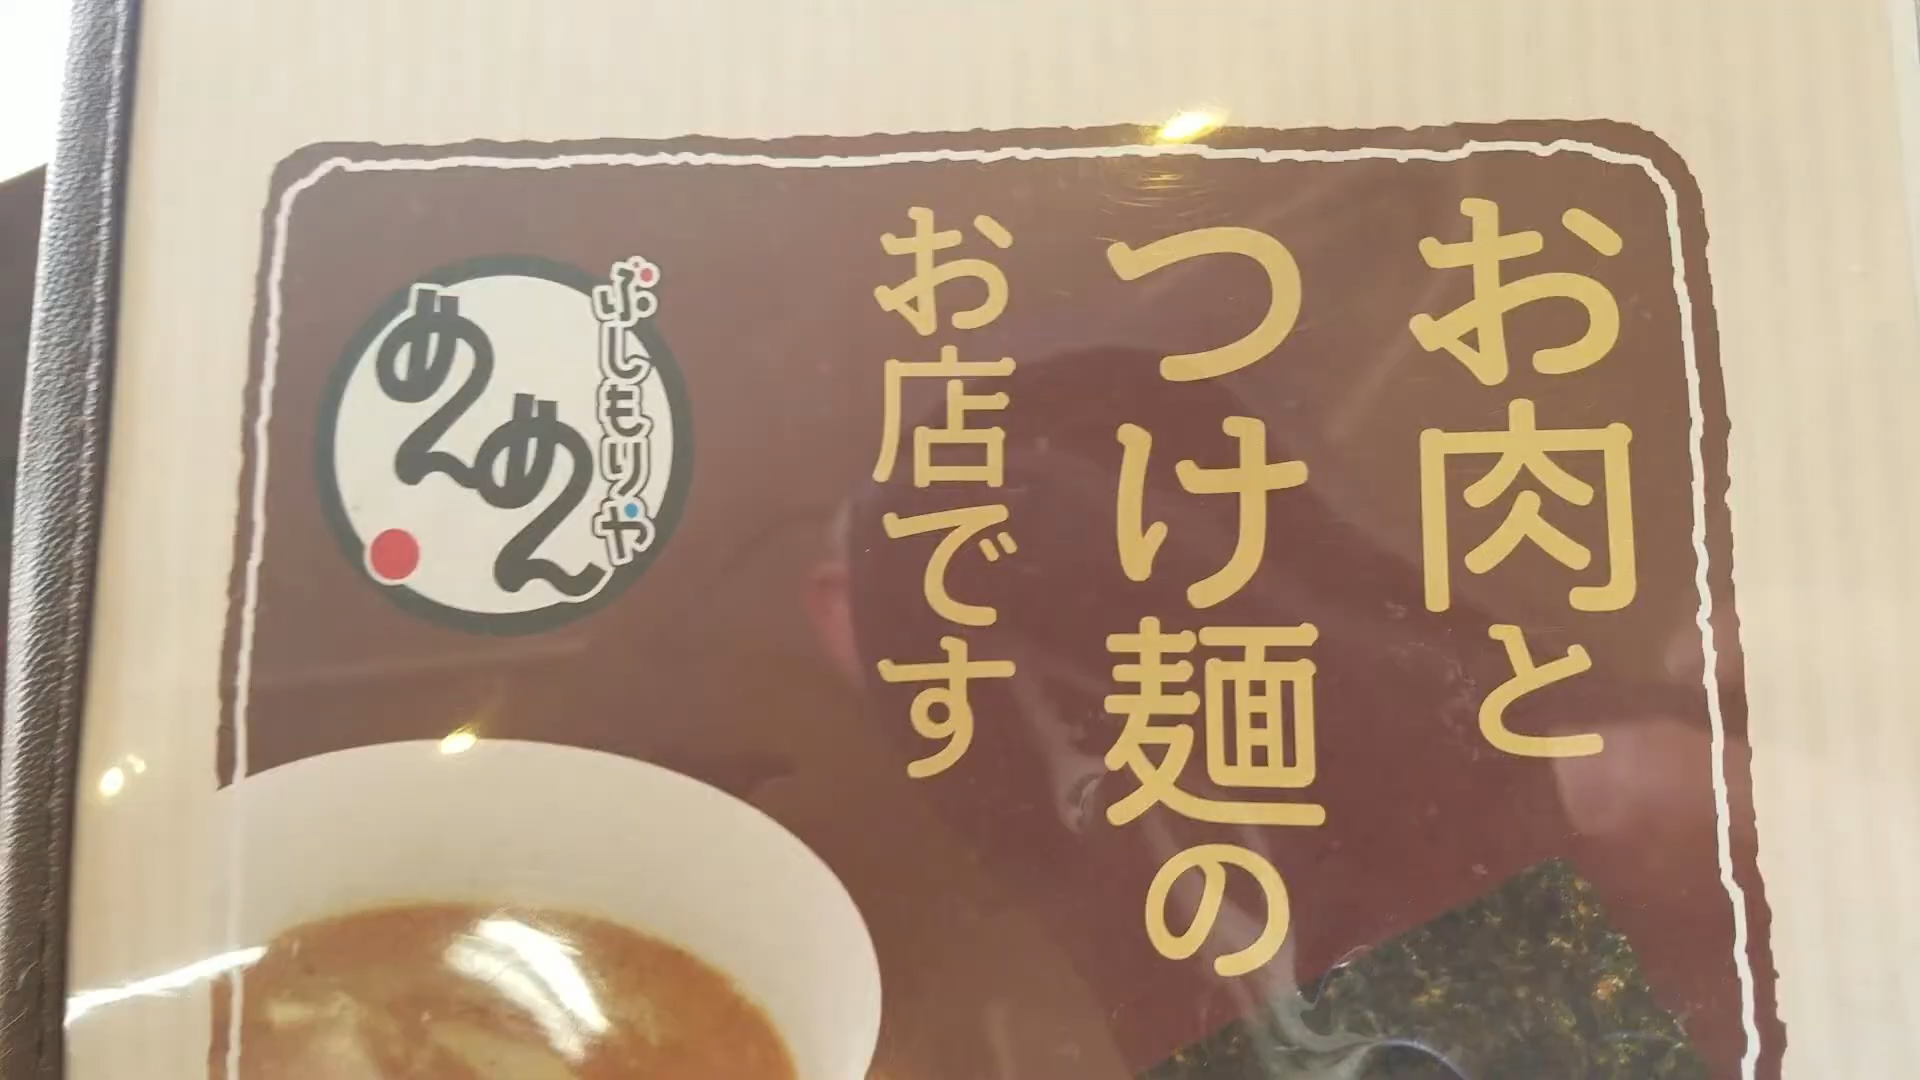 お肉と
つけ麺の
お店です
ぶしもりや
めんめん